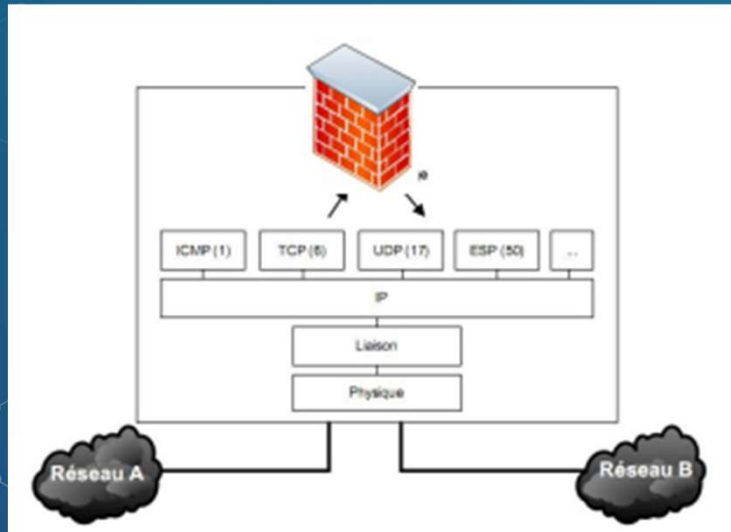 ICMP (1) TCP (6) UDP (17) ESP (50) ...
IP
Liaison
Physique
Réseau A Réseau B